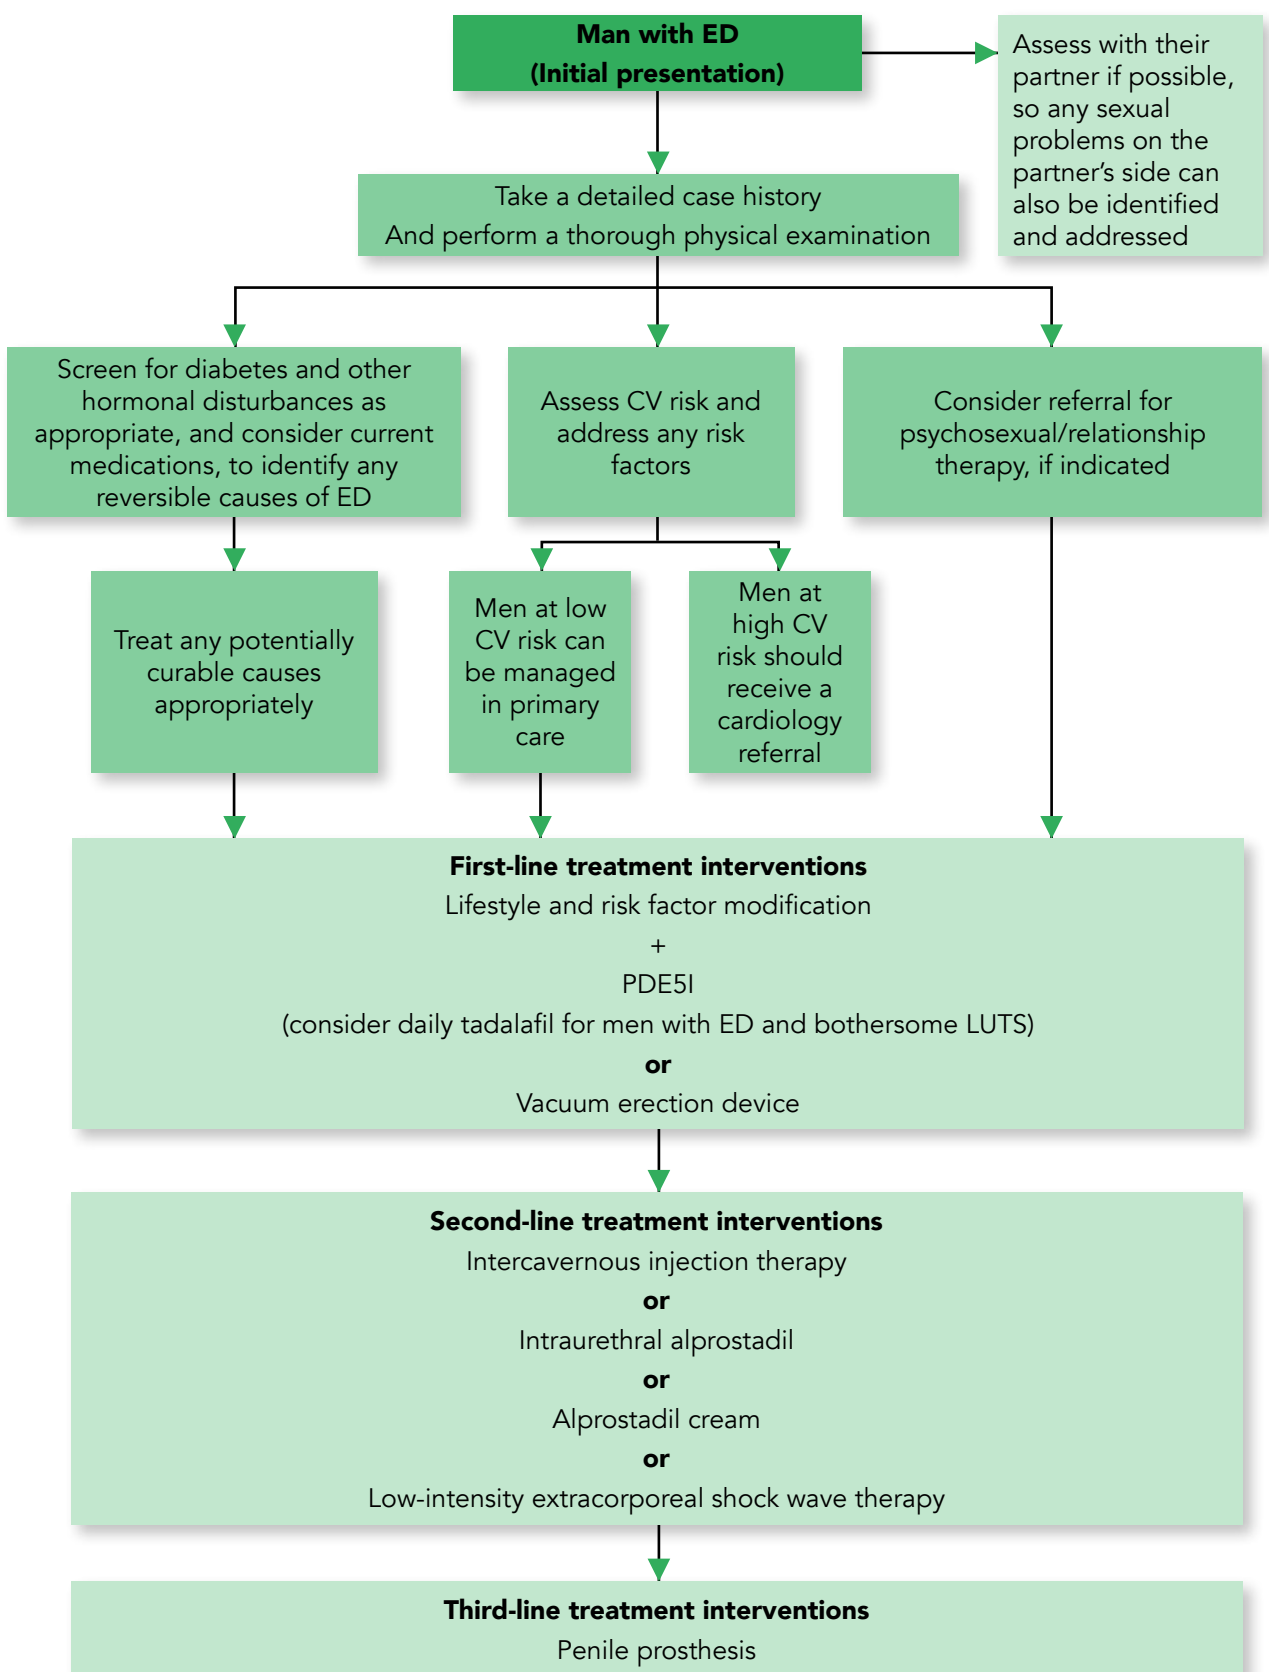 Man with ED
(Initial presentation)
Assess with their
partner if possible,
so any sexual
problems on the
partner's side can
also be identified
and addressed
Take a detailed case history
And perform a thorough physical examination
Screen for diabetes and other
hormonal disturbances as
appropriate, and consider current
medications, to identify any
reversible causes of ED
Assess CV risk and
address any risk
factors
Consider referral for
psychosexual/relationship
therapy, if indicated
Treat any potentially
curable causes
appropriately
Men at low
CV risk can
be managed
in primary
care
Men at
high CV
risk should
receive a
cardiology
referral
First-line treatment interventions
Lifestyle and risk factor modification
+
PDE5I
(consider daily tadalafil for men with ED and bothersome LUTS)
or
Vacuum erection device
Second-line treatment interventions
Intercavernous injection therapy
or
Intraurethral alprostadil
or
Alprostadil cream
or
Low-intensity extracorporeal shock wave therapy
Third-line treatment interventions
Penile prosthesis